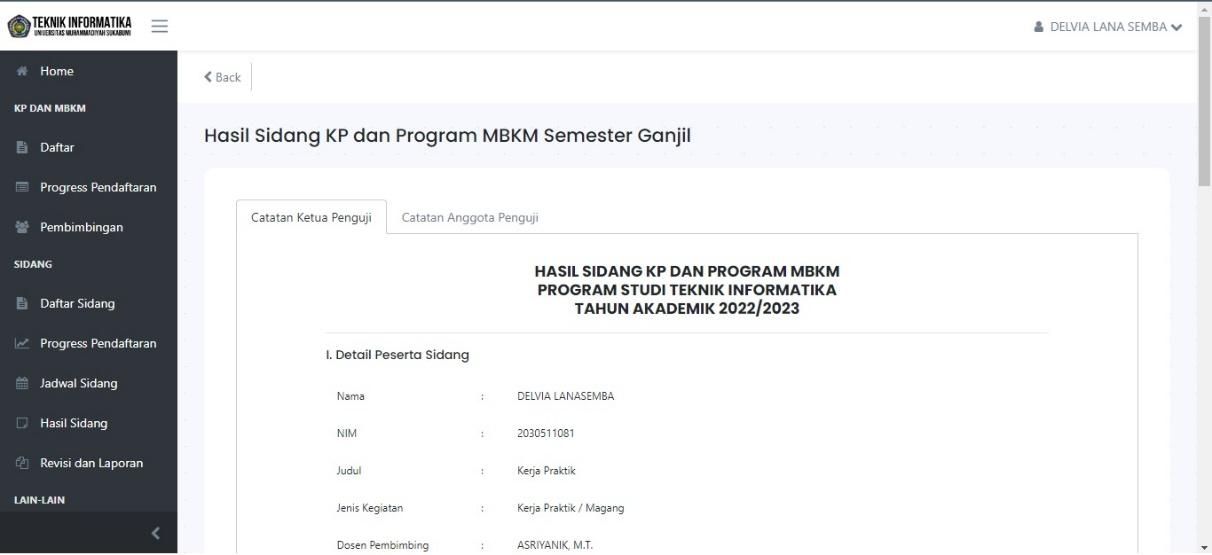 TEKNIK INFORMATIKA
UNIVERSITAS MUHAMMADIYAH SUKABUMI
DELVIA LANA SEMBA
Home
KP DAN MBKM
Daftar
Progress Pendaftaran
Pembimbingan
SIDANG
Daftar Sidang
Progress Pendaftaran
Jadwal Sidang
Hasil Sidang
Revisi dan Laporan
LAIN-LAIN
Back
Hasil Sidang KP dan Program MBKM Semester Ganjil
Catatan Ketua Penguji Catatan Anggota Penguji
HASIL SIDANG KP DAN PROGRAM MBKM
PROGRAM STUDI TEKNIK INFORMATIKA
TAHUN AKADEMIK 2022/2023
I. Detail Peserta Sidang
Nama : DELVIA LANASEMBA
NIM : 2030511081
Judul : Kerja Praktik
Jenis Kegiatan : Kerja Praktik / Magang
Dosen Pembimbing : ASRIYANIK, M.T.